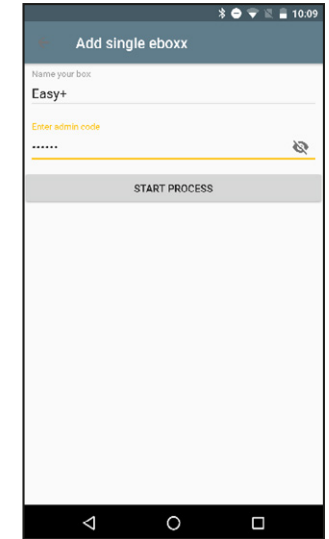 10.09
Add single eboxx
Name your box
Easy+
Enter admin code
••••••
START PROCESS